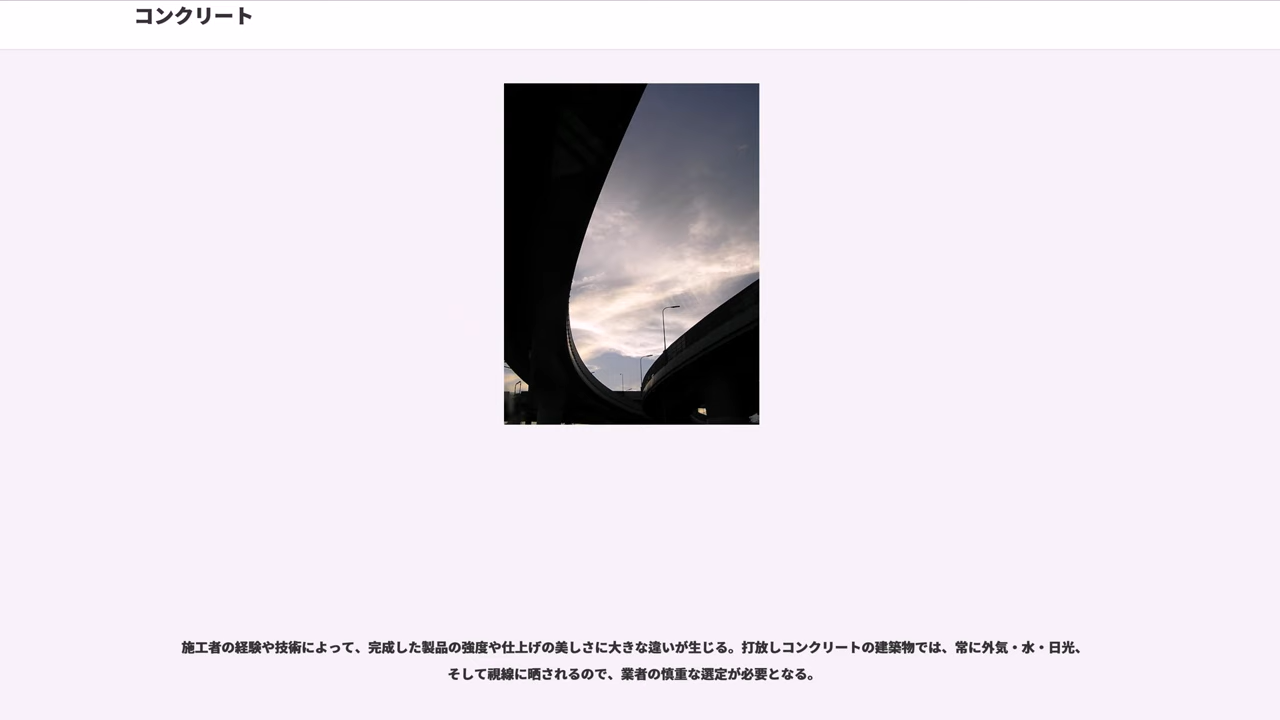 コンクリート
施工者の経験や技術によって、完成した製品の強度や仕上げの美しさに大きな違いが生じる。打放しコンクリートの建築物では、常に外気・水・日光、
そして視線に晒されるので、業者の慎重な選定が必要となる。